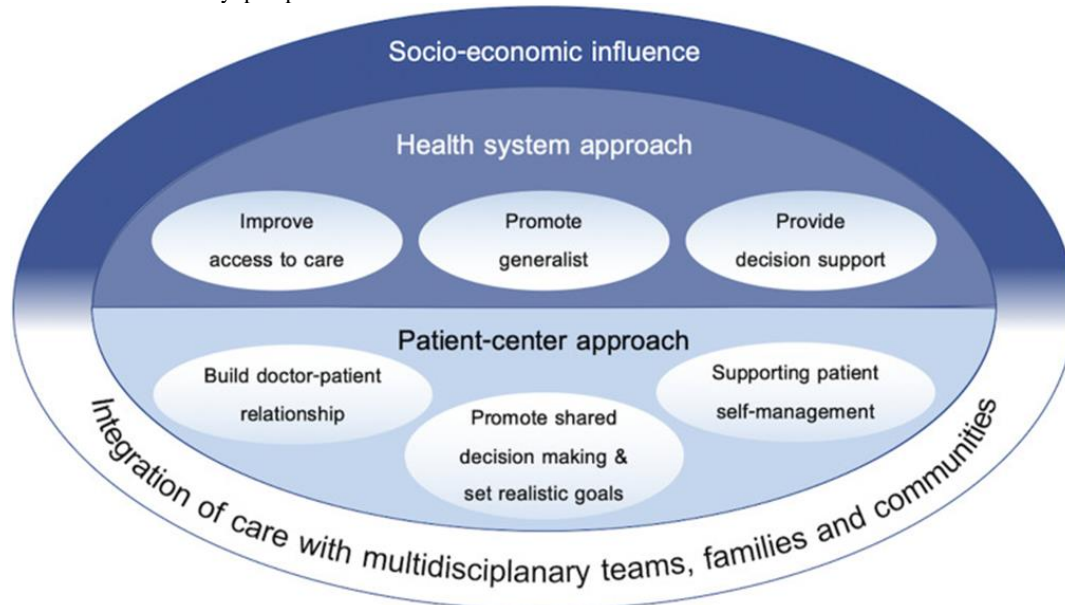 Socio-economic influence
Health system approach
Improve
access to care
Promote
generalist
Provide
decision support
Patient-center approach
Build doctor-patient
relationship
Promote shared
decision making &
set realistic goals
Supporting patient
self-management
Integration of care with multidisciplanary teams, families and communities